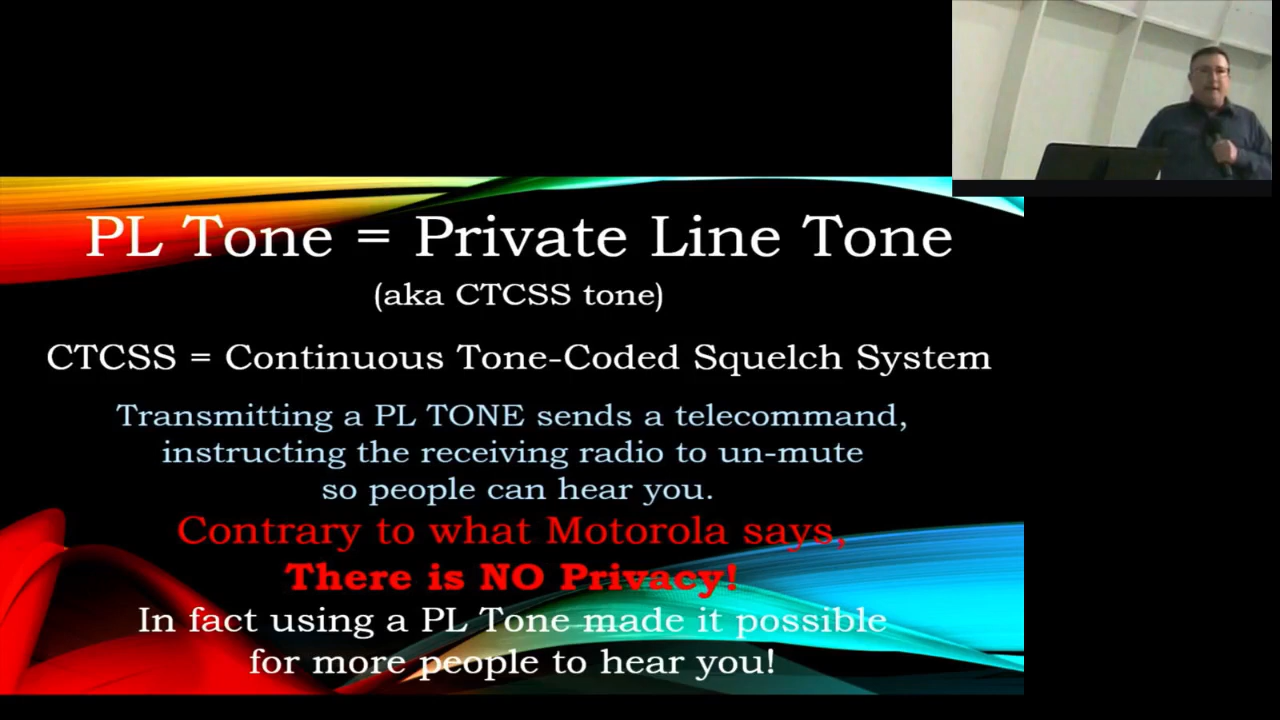 PL Tone = Private Line Tone
(aka CTCSS tone)
CTCSS = Continuous Tone-Coded Squelch System
Transmitting a PL TONE sends a telecommand,
instructing the receiving radio to un-mute
so people can hear you.
Contrary to what Motorola says,
There is NO Privacy!
In fact using a PL Tone made it possible
for more people to hear you!